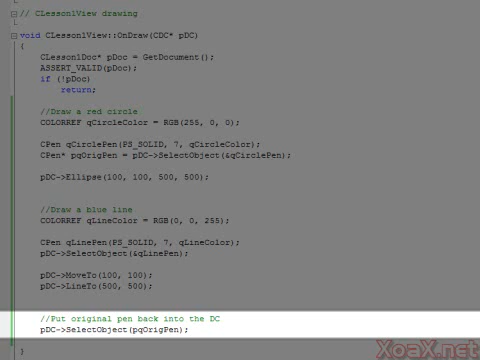 // CLesson1View drawing
void CLesson1View::OnDraw(CDC* pDC)
{
CLesson1Doc* pDoc = GetDocument();
ASSERT_VALID(pDoc);
if (!pDoc)
return;
//Draw a red circle
COLORREF qCircleColor = RGB(255, 0, 0);
CPen qCirclePen(PS_SOLID, 7, qCircleColor);
CPen* pqOrigPen = pDC->SelectObject(&qCirclePen);
pDC->Ellipse(100, 100, 500, 500);
//Draw a blue line
COLORREF qLineColor = RGB(0, 0, 255);
CPen qLinePen(PS_SOLID, 7, qLineColor);
pDC->SelectObject(&qLinePen);
pDC->MoveTo(100, 100);
pDC->LineTo(500, 500);
//Put original pen back into the DC
pDC->SelectObject(pqOrigPen);
}
XoaX.net